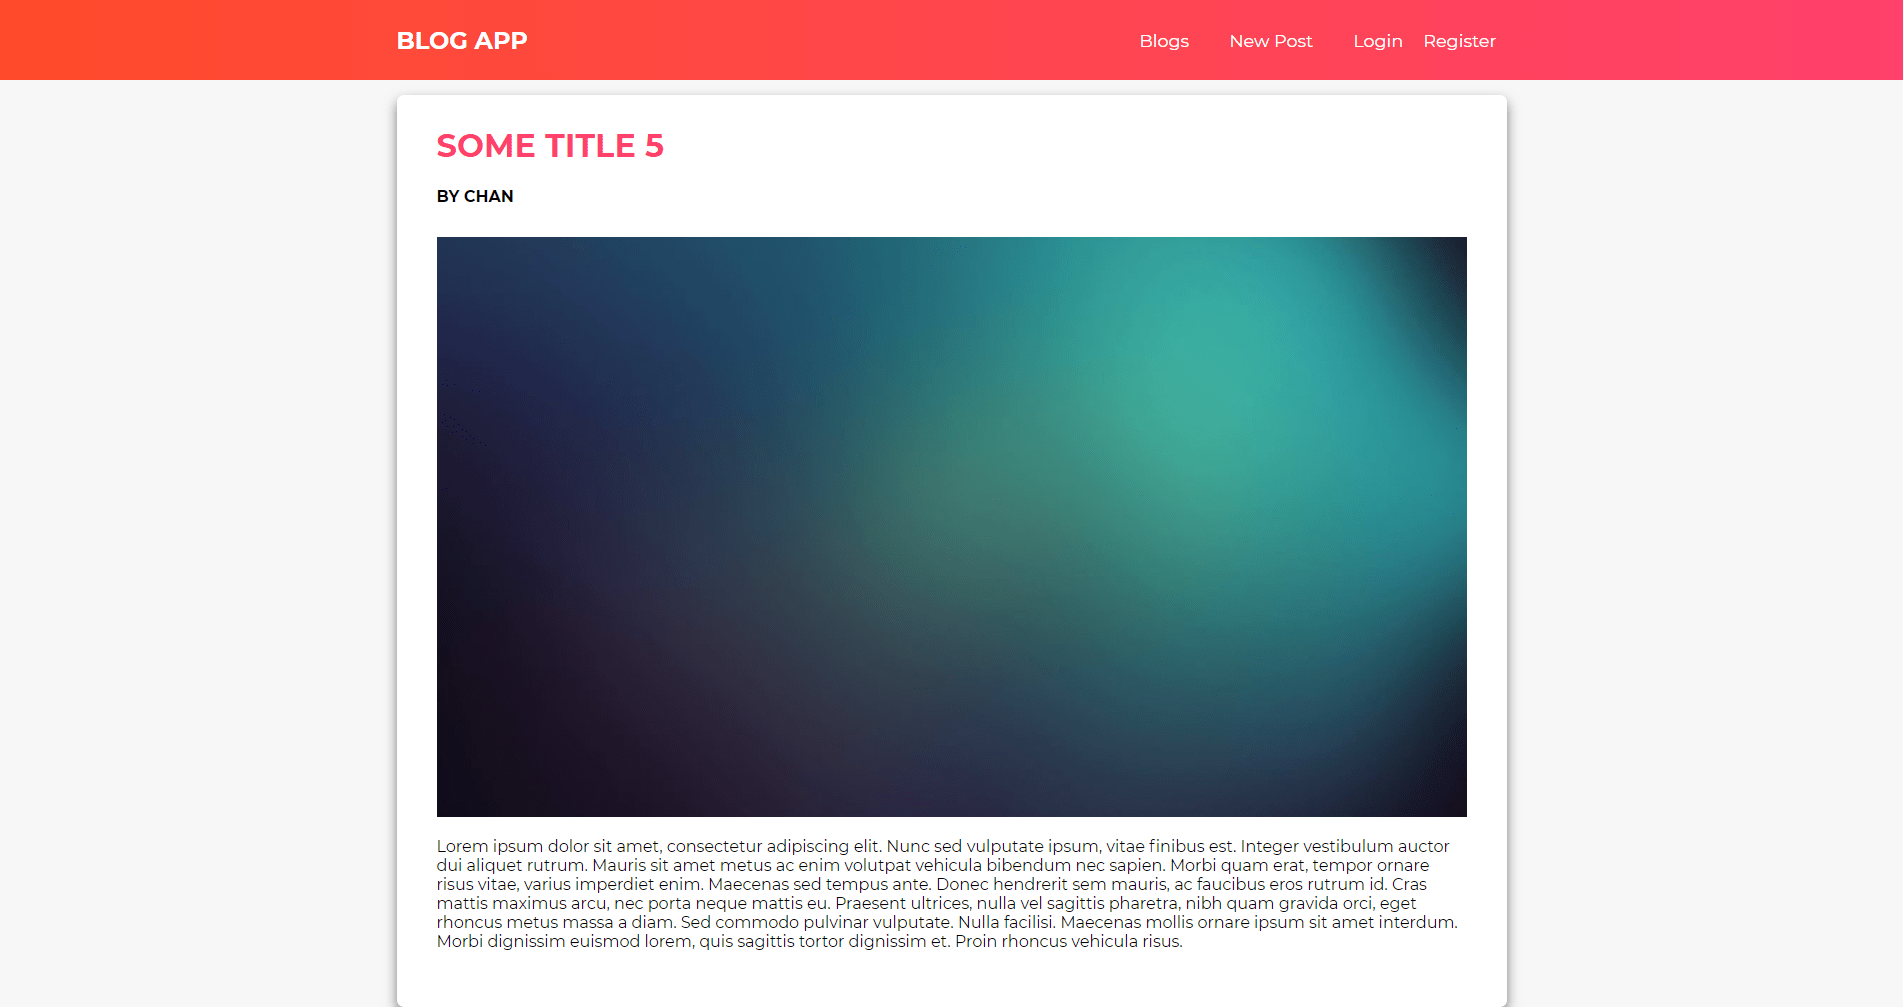 BLOG APP
Blogs New Post Login Register
SOME TITLE 5
BY CHAN
Lorem ipsum dolor sit amet, consectetur adipiscing elit. Nunc sed vulputate ipsum, vitae finibus est. Integer vestibulum auctor
dui aliquet rutrum. Mauris sit amet metus ac enim volutpat vehicula bibendum nec sapien. Morbi quam erat, tempor ornare
risus vitae, varius imperdiet enim. Maecenas sed tempus ante. Donec hendrerit sem mauris, ac faucibus eros rutrum id. Cras
mattis maximus arcu, nec porta neque mattis eu. Praesent ultrices, nulla vel sagittis pharetra, nibh quam gravida orci, eget
rhoncus metus massa a diam. Sed commodo pulvinar vulputate. Nulla facilisi. Maecenas mollis ornare ipsum sit amet interdum.
Morbi dignissim euismod lorem, quis sagittis tortor dignissim et. Proin rhoncus vehicula risus.